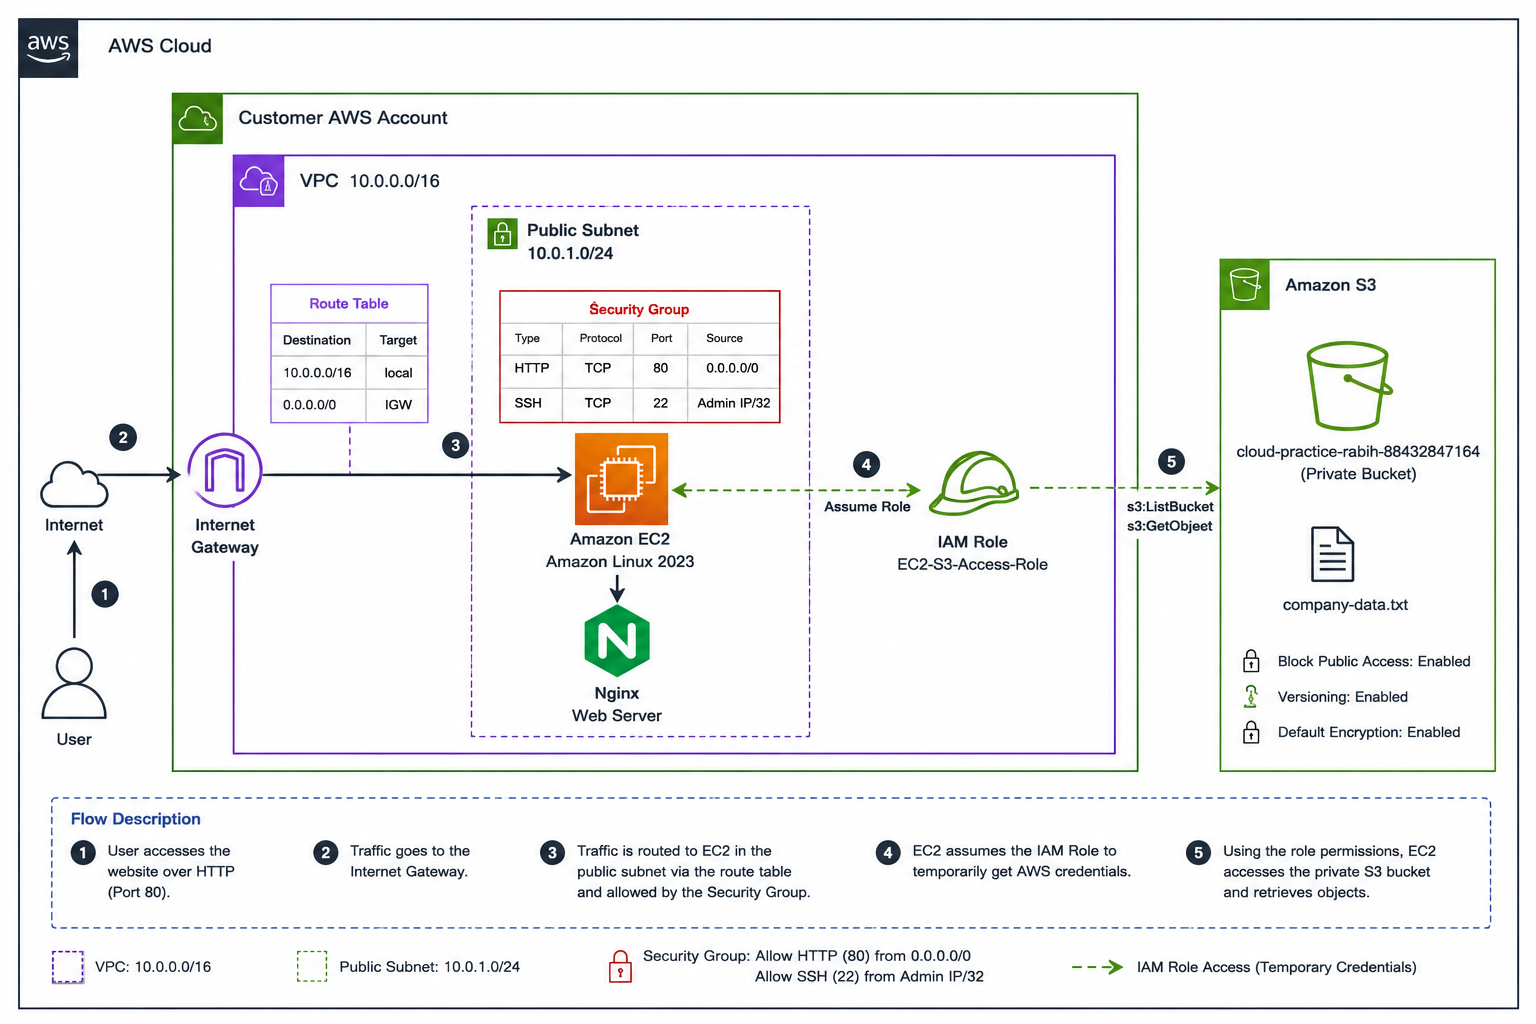 aws
AWS Cloud
Customer AWS Account
VPC 10.0.0.0/16
Public Subnet
10.0.1.0/24
Route Table
Destination Target
10.0.0.0/16 local
0.0.0.0/0 IGW
Security Group
Type Protocol Port Source
HTTP TCP 80 0.0.0.0/0
SSH TCP 22 Admin IP/32
1
2
3
4
5
Internet
User
Internet
Gateway
Amazon EC2
Amazon Linux 2023
N
Nginx
Web Server
Assume Role
IAM Role
EC2-S3-Access-Role
s3:ListBucket
s3:GetObjeet
Amazon S3
cloud-practice-rabih-88432847164
(Private Bucket)
company-data.txt
Block Public Access: Enabled
Versioning: Enabled
Default Encryption: Enabled
Flow Description
1 User accesses the
website over HTTP
(Port 80).
2 Traffic goes to the
Internet Gateway.
3 Traffic is routed to EC2 in the
public subnet via the route table
and allowed by the Security Group.
4 EC2 assumes the IAM Role to
temporarily get AWS credentials.
5 Using the role permissions, EC2
accesses the private S3 bucket
and retrieves objects.
VPC: 10.0.0.0/16
Public Subnet: 10.0.1.0/24
Security Group: Allow HTTP (80) from 0.0.0.0/0
Allow SSH (22) from Admin IP/32
IAM Role Access (Temporary Credentials)